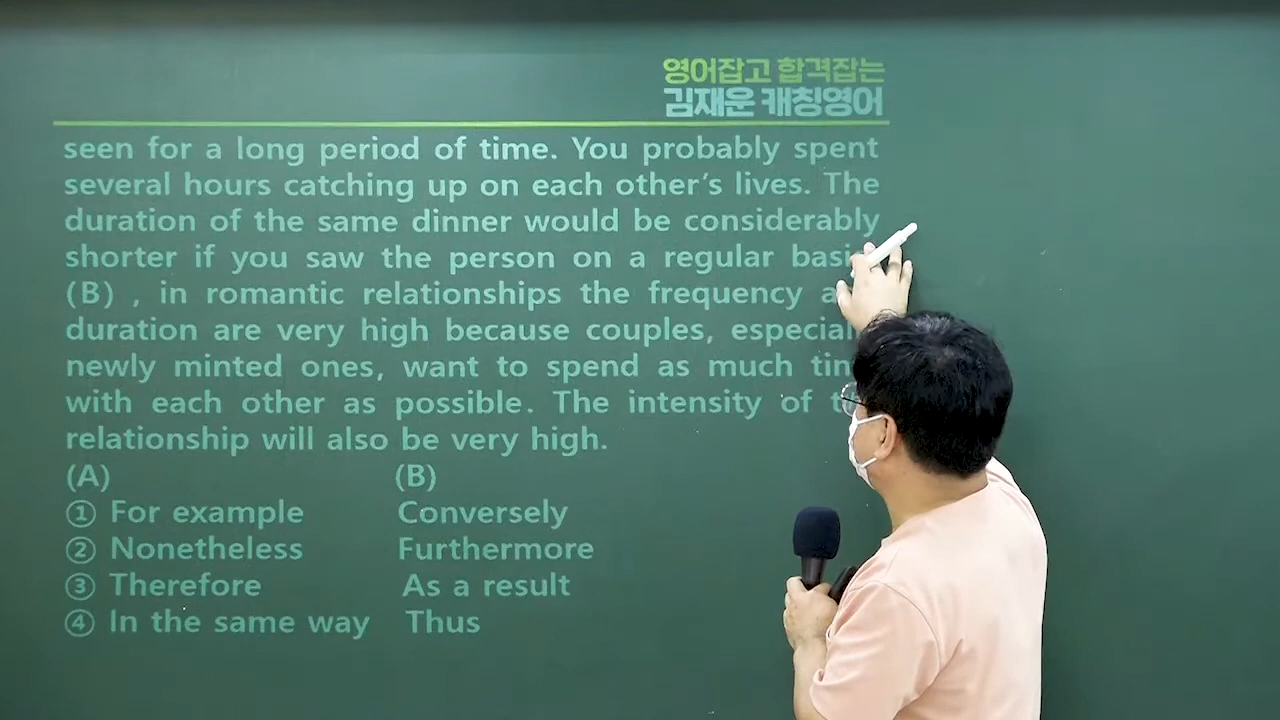 영어잡고 합격잡는
김재운 캐칭영어
seen for a long period of time. You probably spent
several hours catching up on each other's lives. The
duration of the same dinner would be considerably
shorter if you saw the person on a regular
(B) , in romantic relationships the frequency
duration are very high because couples,
newly minted ones, want to spend as much
with each other as possible. The intensity of
relationship will also be very high.
(A) (B)
① For example Conversely
② Nonetheless Furthermore
③ Therefore As a result
④ In the same way Thus